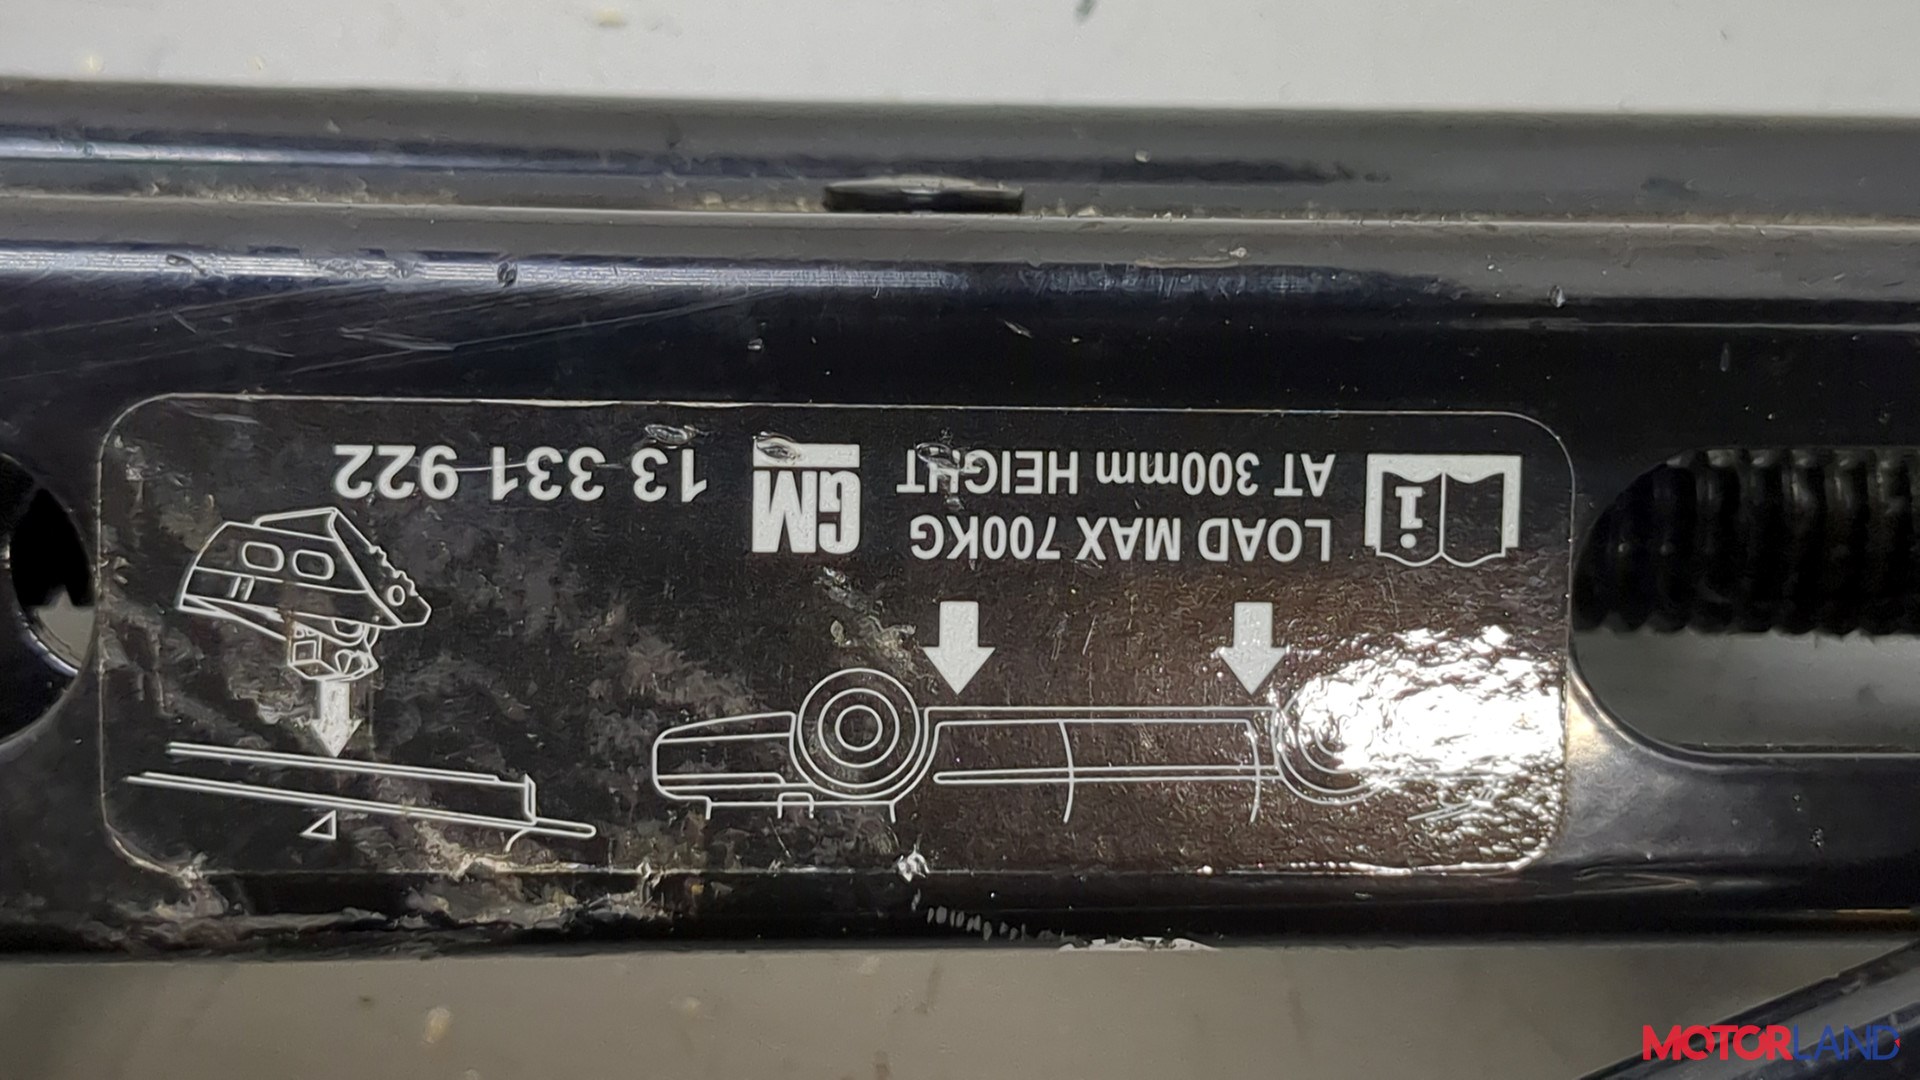 LOAD MAX 700KG
AT 300mm HEIGHT
GM
13 331 922
MOTORLAND